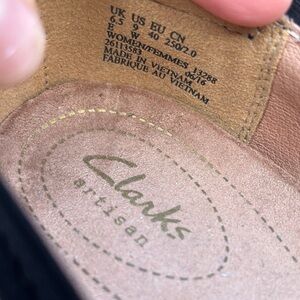 UK US EU CN
6.5 9 40 250/2.0
E W
WOMEN/FEMMES 13288
26113583 06/16
MADE IN VIETNAM
FABRIQUE AU VIETNAM
Clarks
artisan